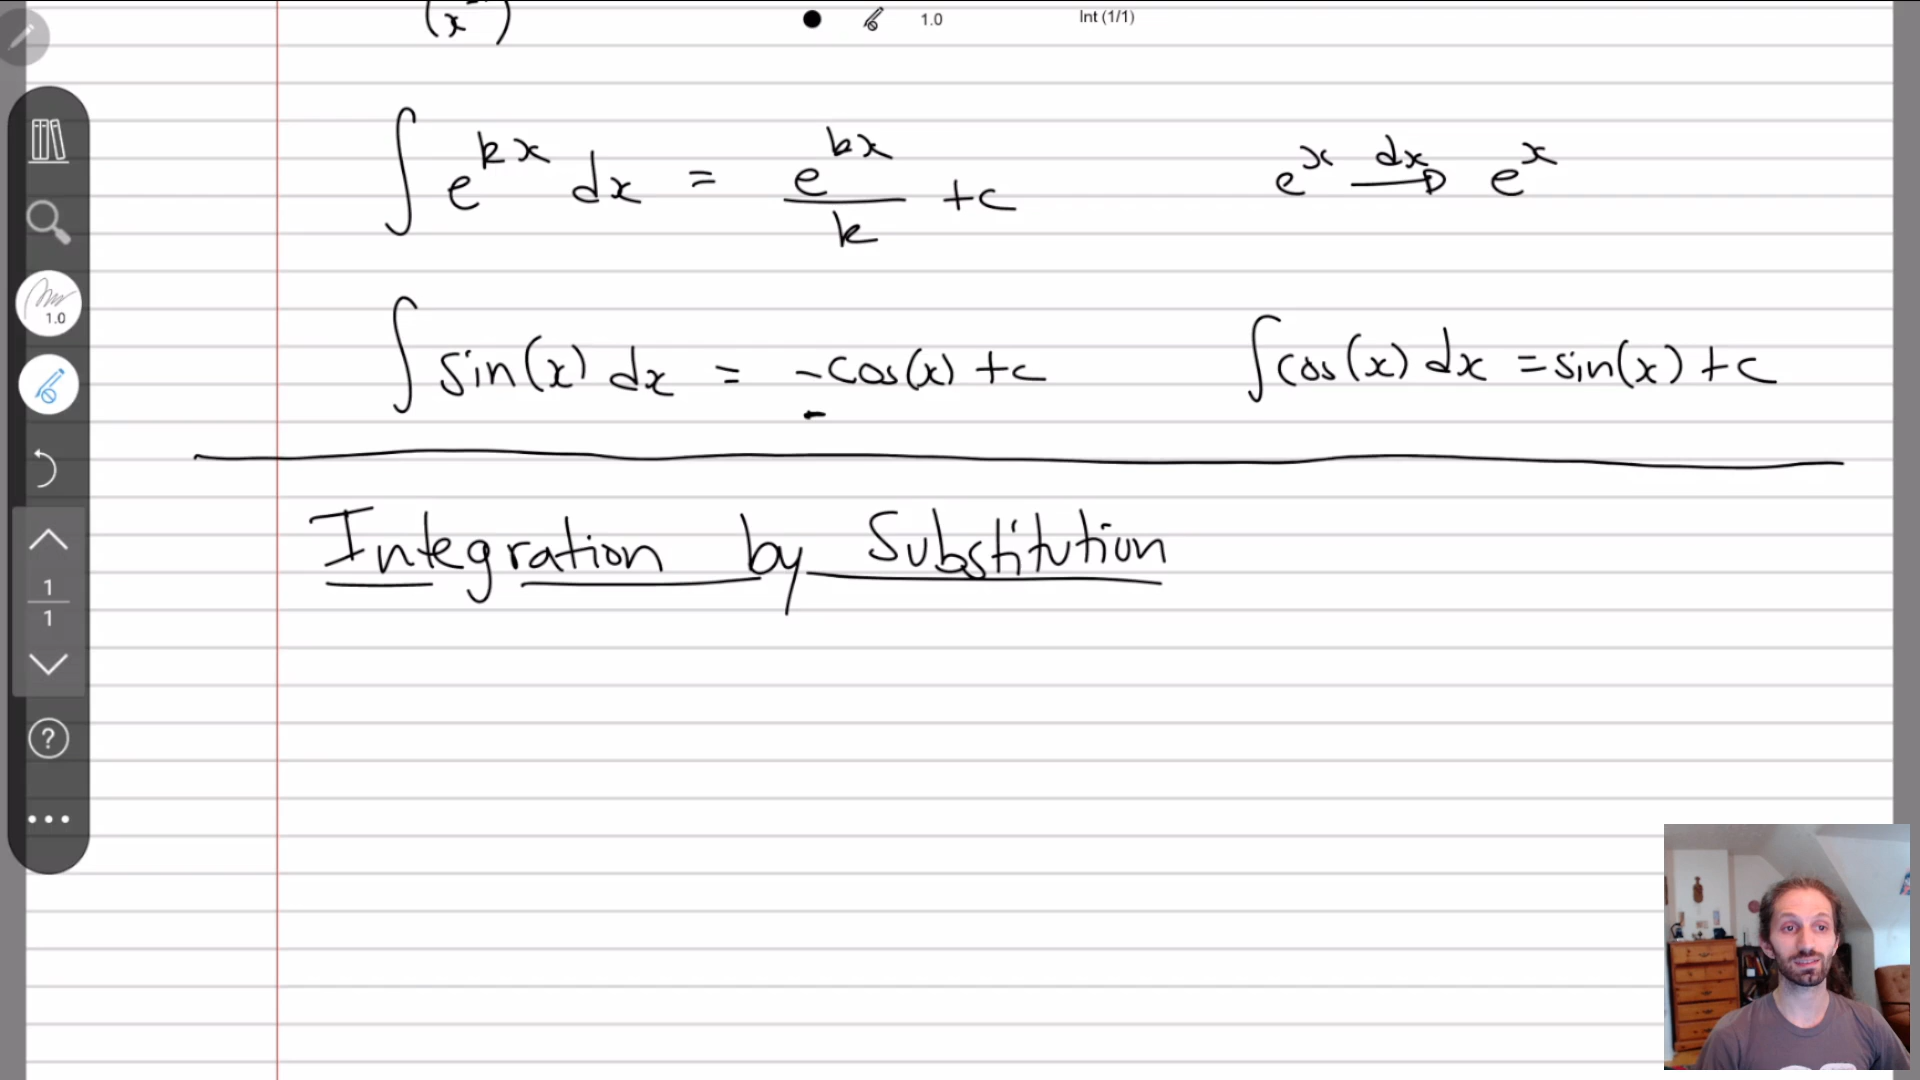 (x
1.0 Int (1/1)
∫ e^{kx} dx = e^{kx}/k + c e^x dx→ e^x
∫ sin(x) dx = -cos(x) + c ∫cos(x) dx = sin(x) + c
1.0
Integration by Substitution
1
1
?